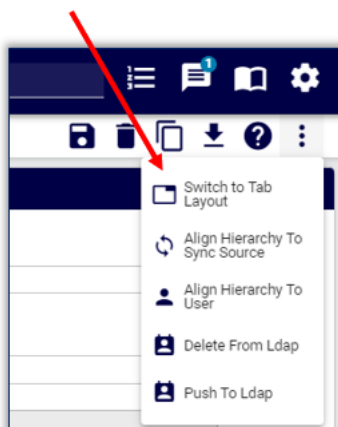 1
Switch to Tab
Layout
Align Hierarchy To
Sync Source
Align Hierarchy To
User
Delete From Ldap
Push To Ldap